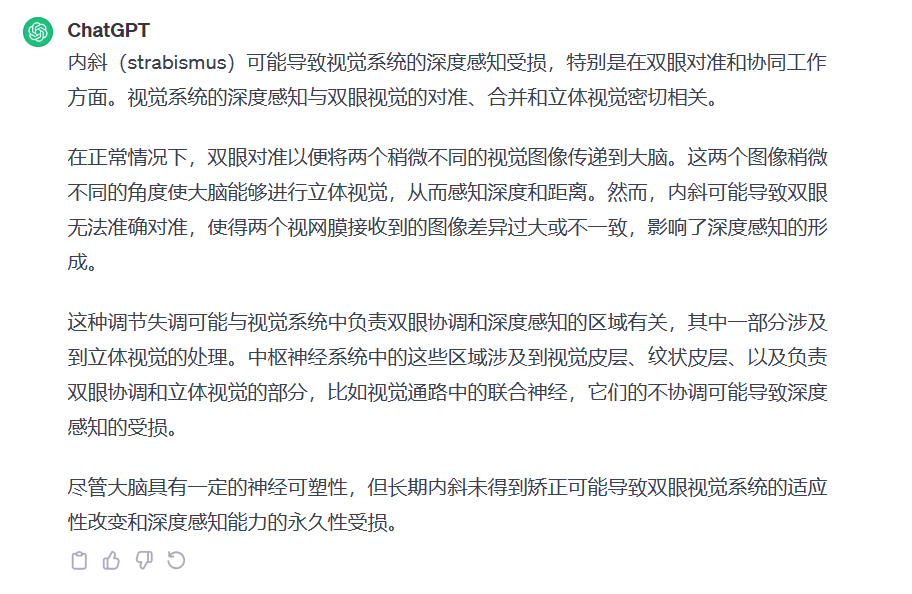 ChatGPT
内斜（strabismus）可能导致视觉系统的深度感知受损，特别是在双眼对准和协同工作
方面。视觉系统的深度感知与双眼视觉的对准、合并和立体视觉密切相关。
在正常情况下，双眼对准以便将两个稍微不同的视觉图像传递到大脑。这两个图像稍微
不同的角度使大脑能够进行立体视觉，从而感知深度和距离。然而，内斜可能导致双眼
无法准确对准，使得两个视网膜接收到的图像差异过大或不一致，影响了深度感知的形
成。
这种调节失调可能与视觉系统中负责双眼协调和深度感知的区域有关，其中一部分涉及
到立体视觉的处理。中枢神经系统中的这些区域涉及到视觉皮层、纹状皮层、以及负责
双眼协调和立体视觉的部分，比如视觉通路中的联合神经，它们的不协调可能导致深度
感知的受损。
尽管大脑具有一定的神经可塑性，但长期内斜未得到矫正可能导致双眼视觉系统的适应
性改变和深度感知能力的永久性受损。